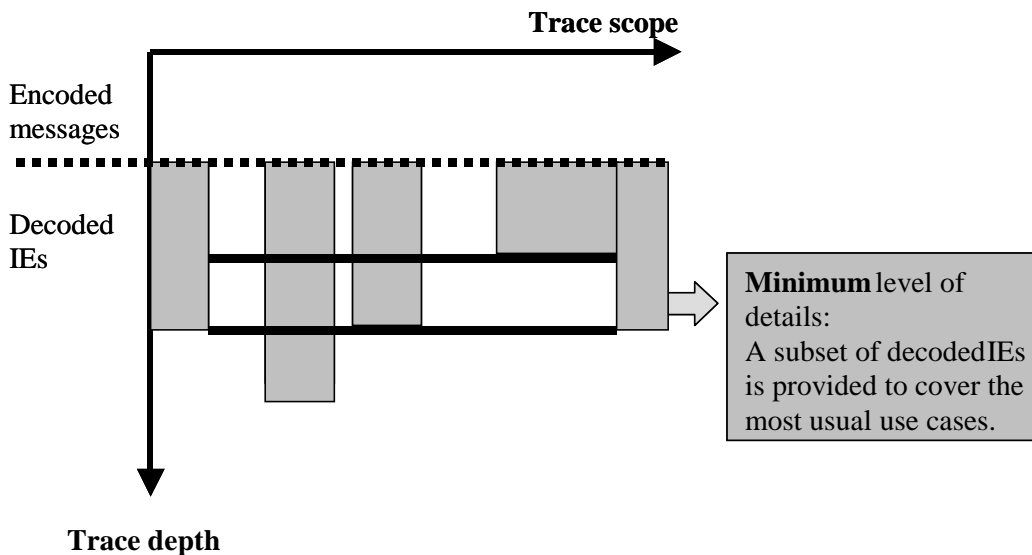 Trace scope
Encoded
messages
Decoded
IEs
Minimum level of
details:
A subset of decodedIEs
is provided to cover the
most usual use cases.
Trace depth